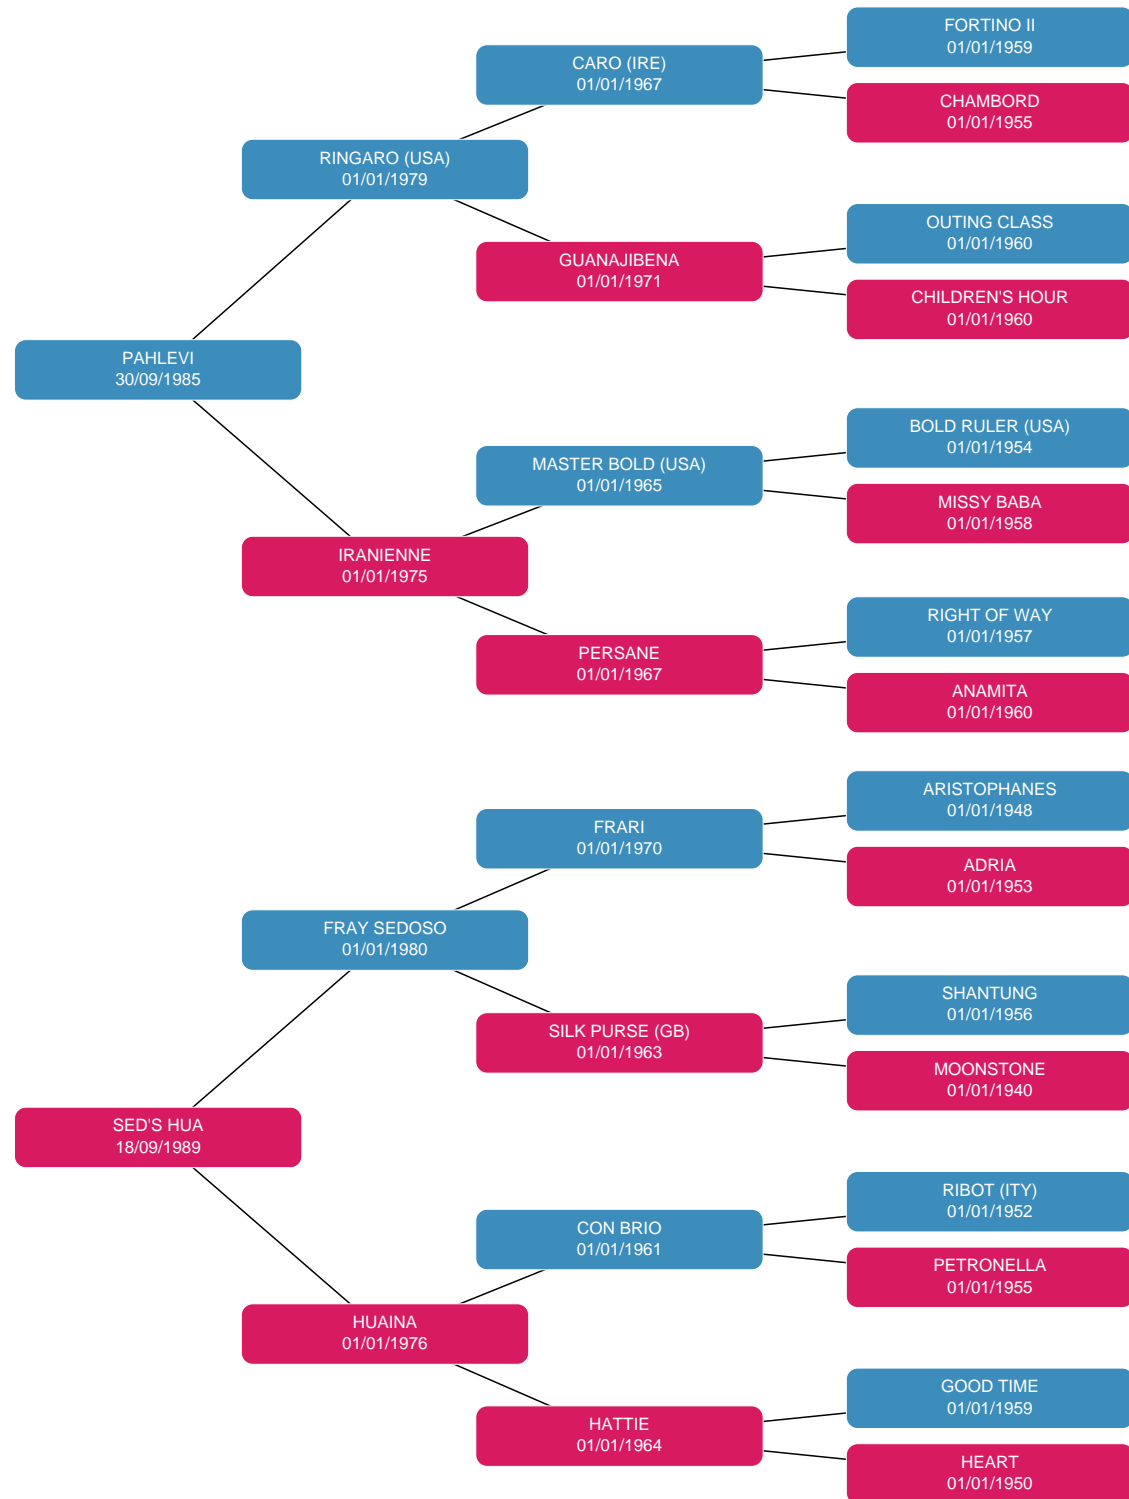 FORTINO II
01/01/1959
CARO (IRE)
01/01/1967
CHAMBORD
01/01/1955
RINGARO (USA)
01/01/1979
OUTING CLASS
01/01/1960
GUANAJIBENA
01/01/1971
CHILDREN'S HOUR
01/01/1960
PAHLEVI
30/09/1985
BOLD RULER (USA)
01/01/1954
MASTER BOLD (USA)
01/01/1965
MISSY BABA
01/01/1958
IRANIENNE
01/01/1975
RIGHT OF WAY
01/01/1957
PERSANE
01/01/1967
ANAMITA
01/01/1960
ARISTOPHANES
01/01/1948
FRARI
01/01/1970
ADRIA
01/01/1953
FRAY SEDOSO
01/01/1980
SHANTUNG
01/01/1956
SILK PURSE (GB)
01/01/1963
MOONSTONE
01/01/1940
SED'S HUA
18/09/1989
RIBOT (ITY)
01/01/1952
CON BRIO
01/01/1961
PETRONELLA
01/01/1955
HUAINA
01/01/1976
GOOD TIME
01/01/1959
HATTIE
01/01/1964
HEART
01/01/1950